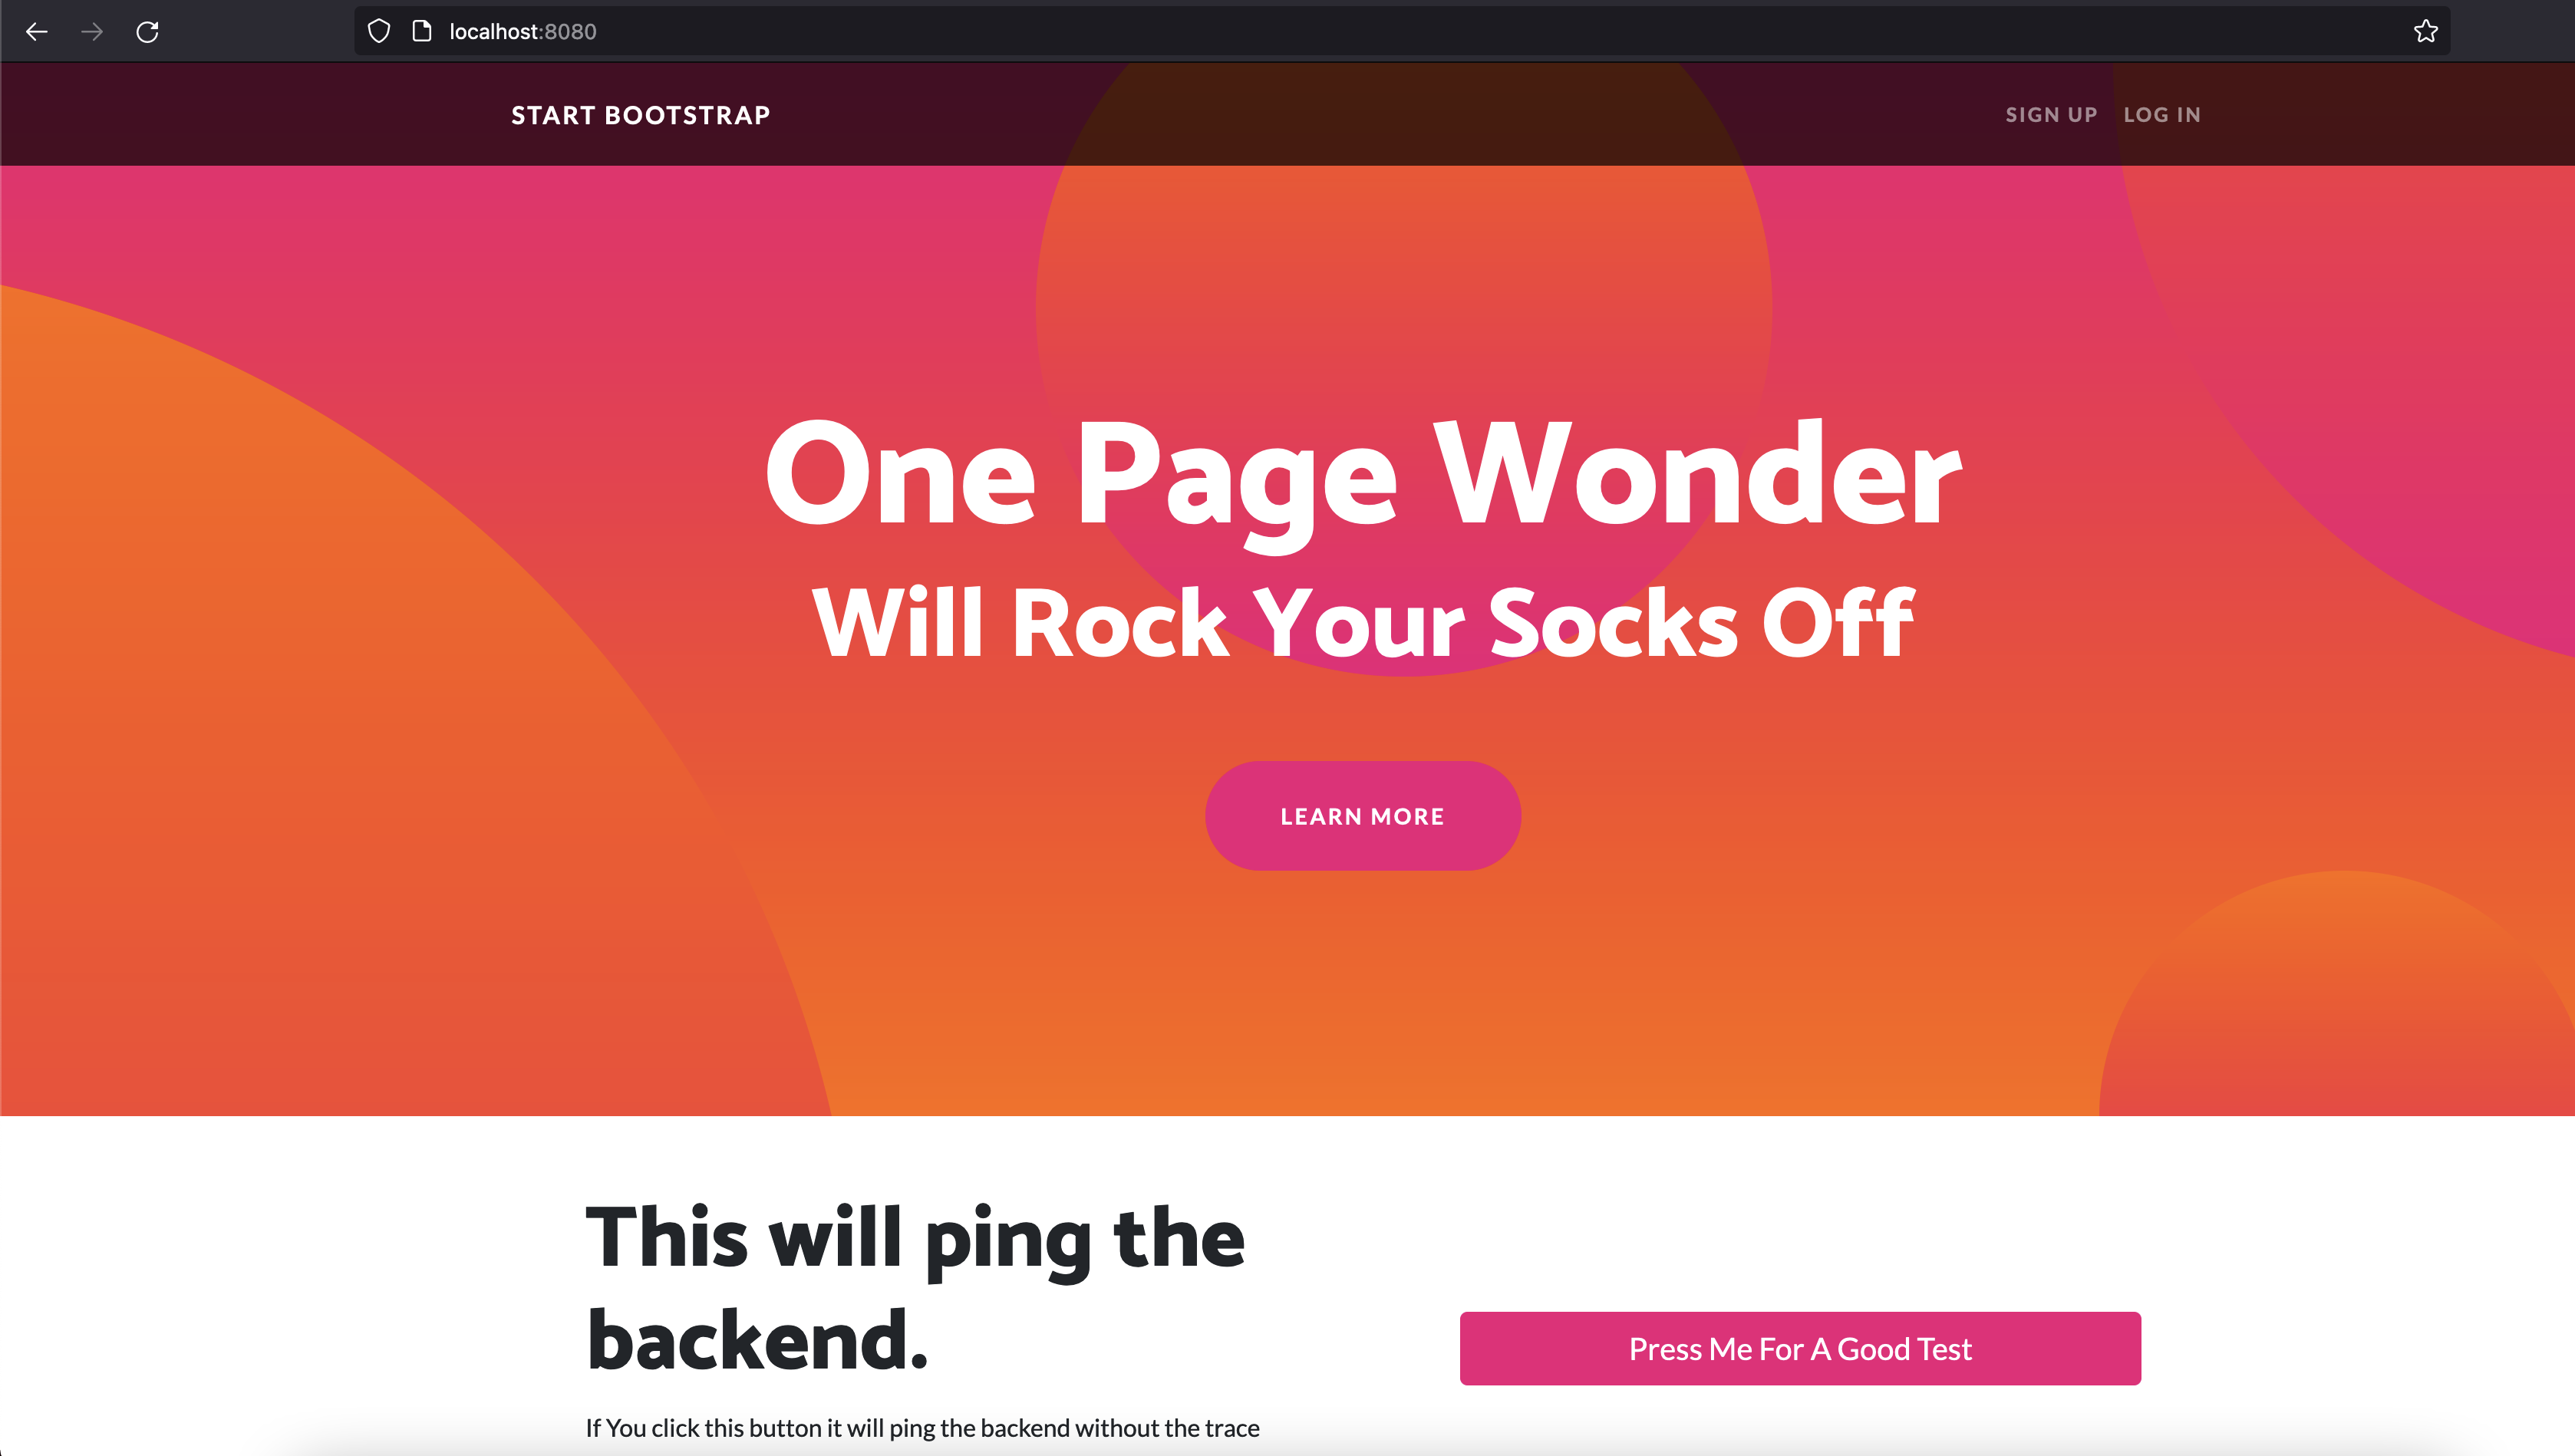 localhost:8080
START BOOTSTRAP
SIGN UP LOG IN
One Page Wonder
Will Rock Your Socks Off
LEARN MORE
This will ping the
backend.
Press Me For A Good Test
If You click this button it will ping the backend without the trace